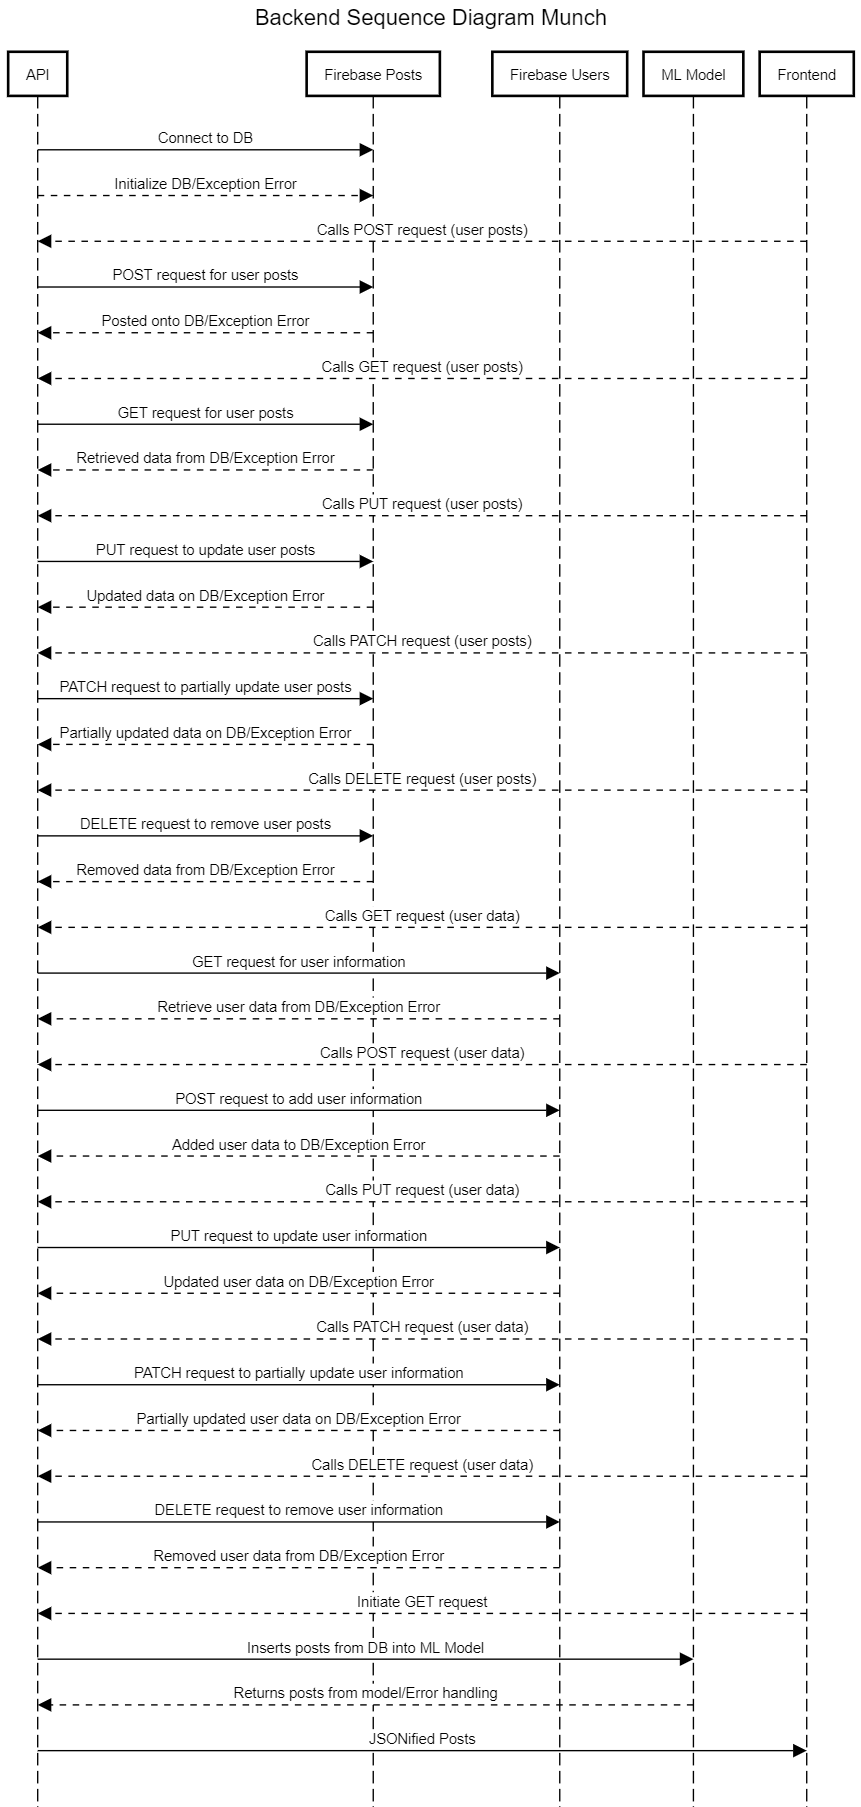 Backend Sequence Diagram Munch
API
Firebase Posts
Firebase Users
ML Model
Frontend
Connect to DB
Initialize DB/Exception Error
Calls POST request (user posts)
POST request for user posts
Posted onto DB/Exception Error
Calls GET request (user posts)
GET request for user posts
Retrieved data from DB/Exception Error
Calls PUT request (user posts)
PUT request to update user posts
Updated data on DB/Exception Error
Calls PATCH request (user posts)
PATCH request to partially update user posts
Partially updated data on DB/Exception Error
Calls DELETE request (user posts)
DELETE request to remove user posts
Removed data from DB/Exception Error
Calls GET request (user data)
GET request for user information
Retrieve user data from DB/Exception Error
Calls POST request (user data)
POST request to add user information
Added user data to DB/Exception Error
Calls PUT request (user data)
PUT request to update user information
Updated user data on DB/Exception Error
Calls PATCH request (user data)
PATCH request to partially update user information
Partially updated user data on DB/Exception Error
Calls DELETE request (user data)
DELETE request to remove user information
Removed user data from DB/Exception Error
Initiate GET request
Inserts posts from DB into ML Model
Returns posts from model/Error handling
JSONified Posts